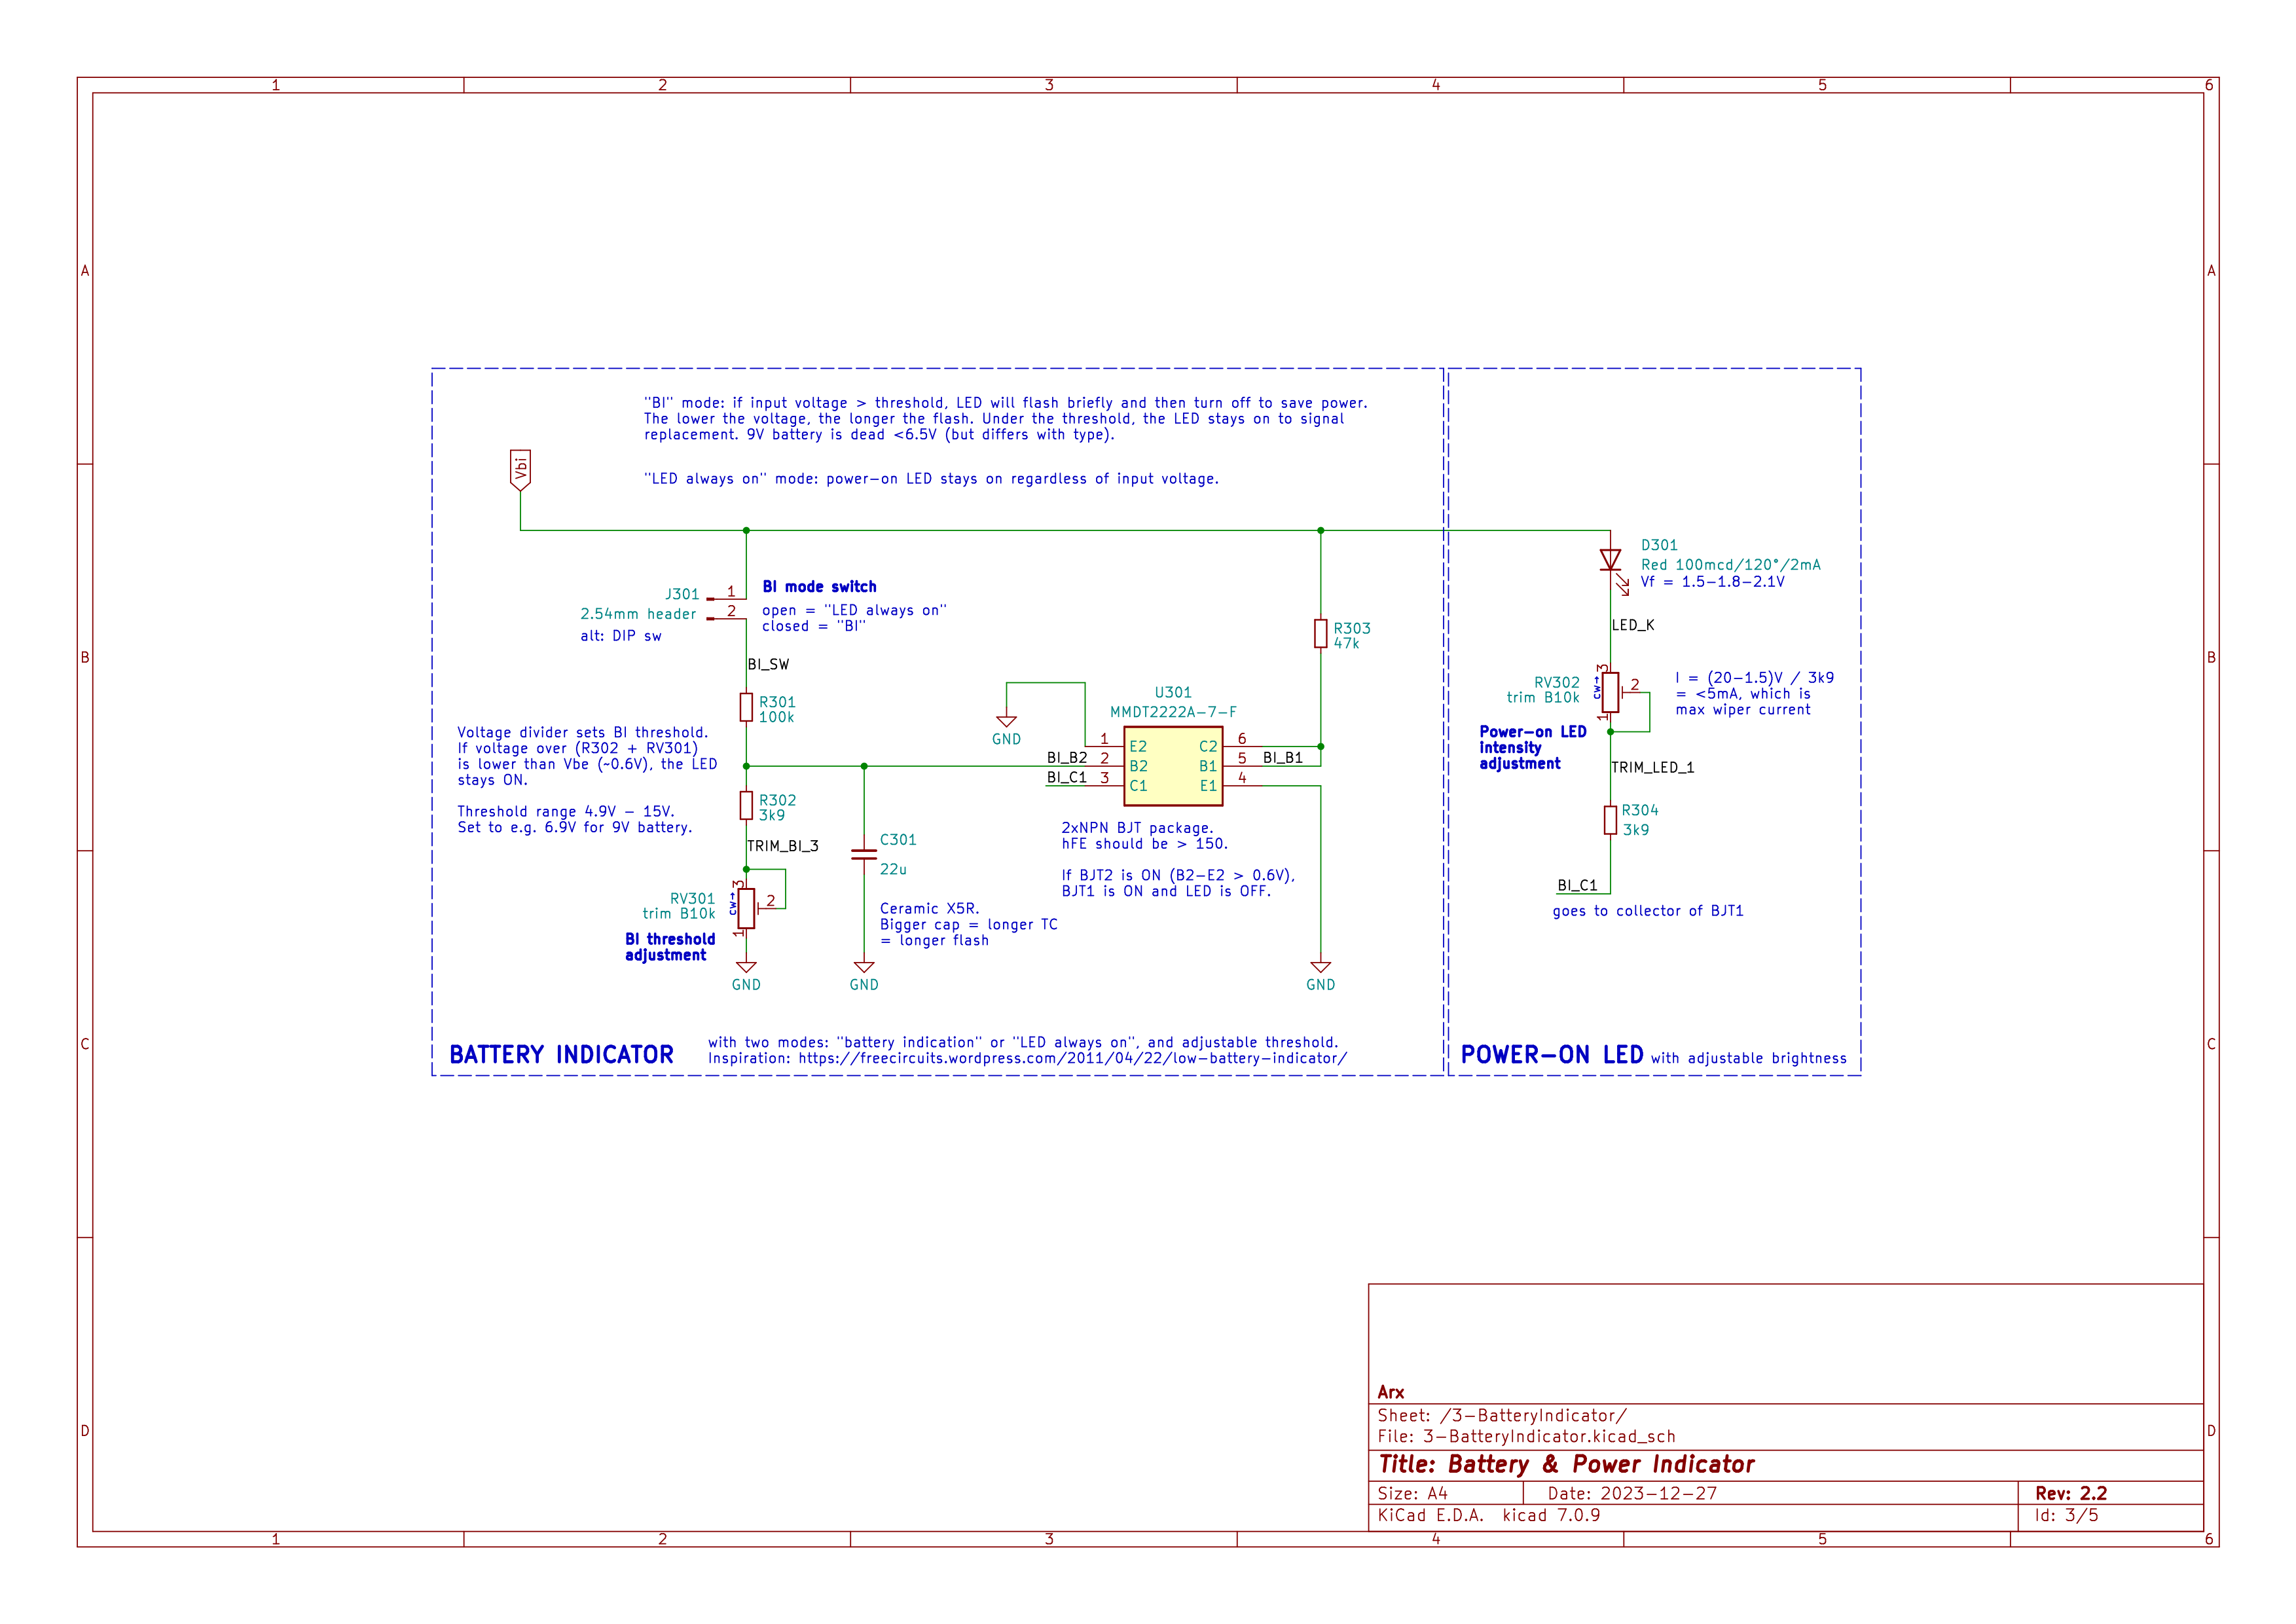 1 2 3 4 5 6
A A
B B
C C
D D
"BI" mode: if input voltage > threshold, LED will flash briefly and then turn off to save power.
The lower the voltage, the longer the flash. Under the threshold, the LED stays on to signal
replacement. 9V battery is dead <6.5V (but differs with type).
"LED always on" mode: power-on LED stays on regardless of input voltage.
Vbi
J301
2.54mm header
alt: DIP sw
1
2
BI mode switch
open = "LED always on"
closed = "BI"
BI_SW
R301
100k
Voltage divider sets BI threshold.
If voltage over (R302 + RV301)
is lower than Vbe (~0.6V), the LED
stays ON.
Threshold range 4.9V - 15V.
Set to e.g. 6.9V for 9V battery.
R302
3k9
TRIM_BI_3
RV301
trim B10k
cw→
3
2
1
BI threshold
adjustment
GND
C301
22u
Ceramic X5R.
Bigger cap = longer TC
= longer flash
GND
GND
BI_B2
BI_C1
U301
MMDT2222A-7-F
1 E2 C2 6
2 B2 B1 5
3 C1 E1 4
BI_B1
2xNPN BJT package.
hFE should be > 150.
If BJT2 is ON (B2-E2 > 0.6V),
BJT1 is ON and LED is OFF.
R303
47k
GND
BATTERY INDICATOR
with two modes: "battery indication" or "LED always on", and adjustable threshold.
Inspiration: https://freecircuits.wordpress.com/2011/04/22/low-battery-indicator/
D301
Red 100mcd/120°/2mA
Vf = 1.5-1.8-2.1V
LED_K
RV302
trim B10k
cw→
3
2
1
I = (20-1.5)V / 3k9
= <5mA, which is
max wiper current
Power-on LED
intensity
adjustment
TRIM_LED_1
R304
3k9
BI_C1
goes to collector of BJT1
POWER-ON LED with adjustable brightness
Arx
Sheet: /3-BatteryIndicator/
File: 3-BatteryIndicator.kicad_sch
Title: Battery & Power Indicator
Size: A4 Date: 2023-12-27 Rev: 2.2
KiCad E.D.A. kicad 7.0.9 Id: 3/5
1 2 3 4 5 6